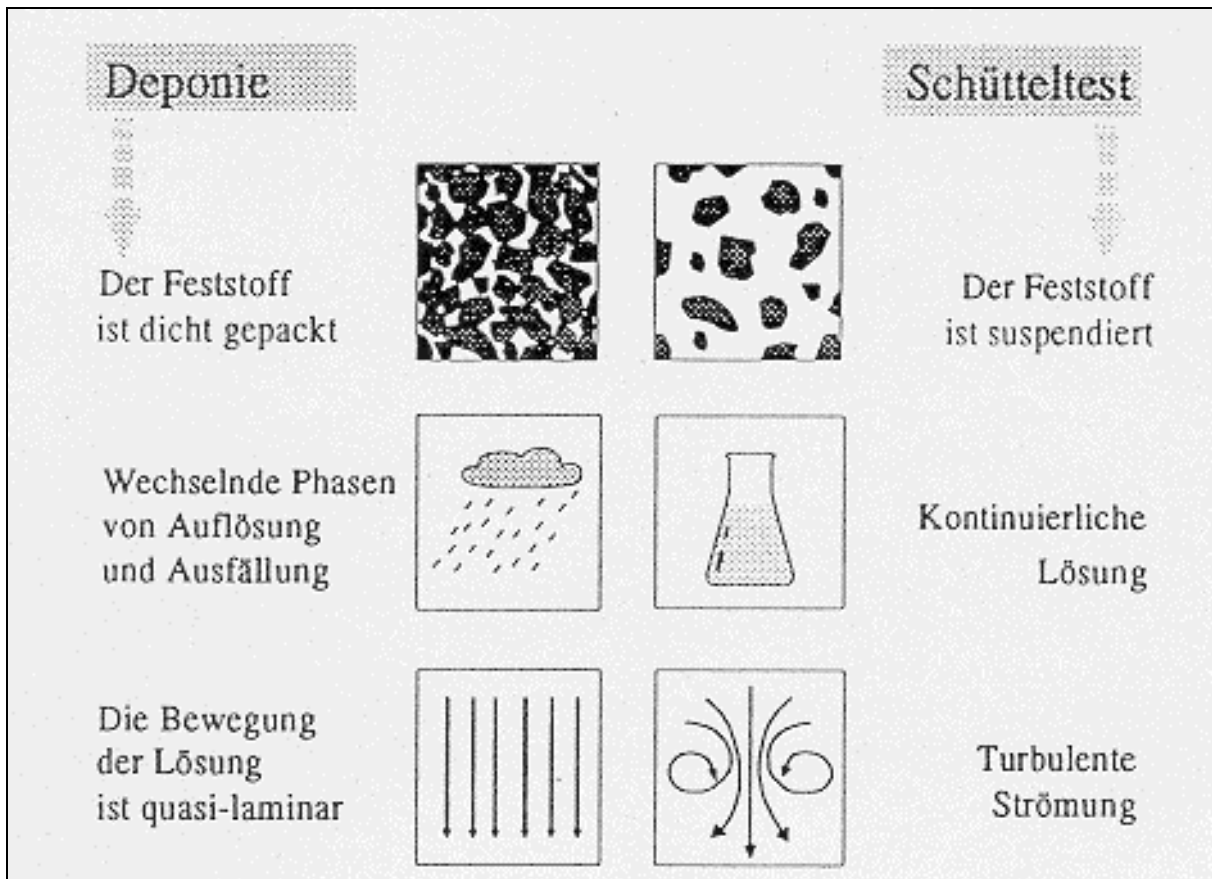 Deponie
Schütteltest
Der Feststoff
ist dicht gepackt
Der Feststoff
ist suspendiert
Wechselnde Phasen
von Auflösung
und Ausfällung
Kontinuierliche
Lösung
Die Bewegung
der Lösung
ist quasi-laminar
Turbulente
Strömung